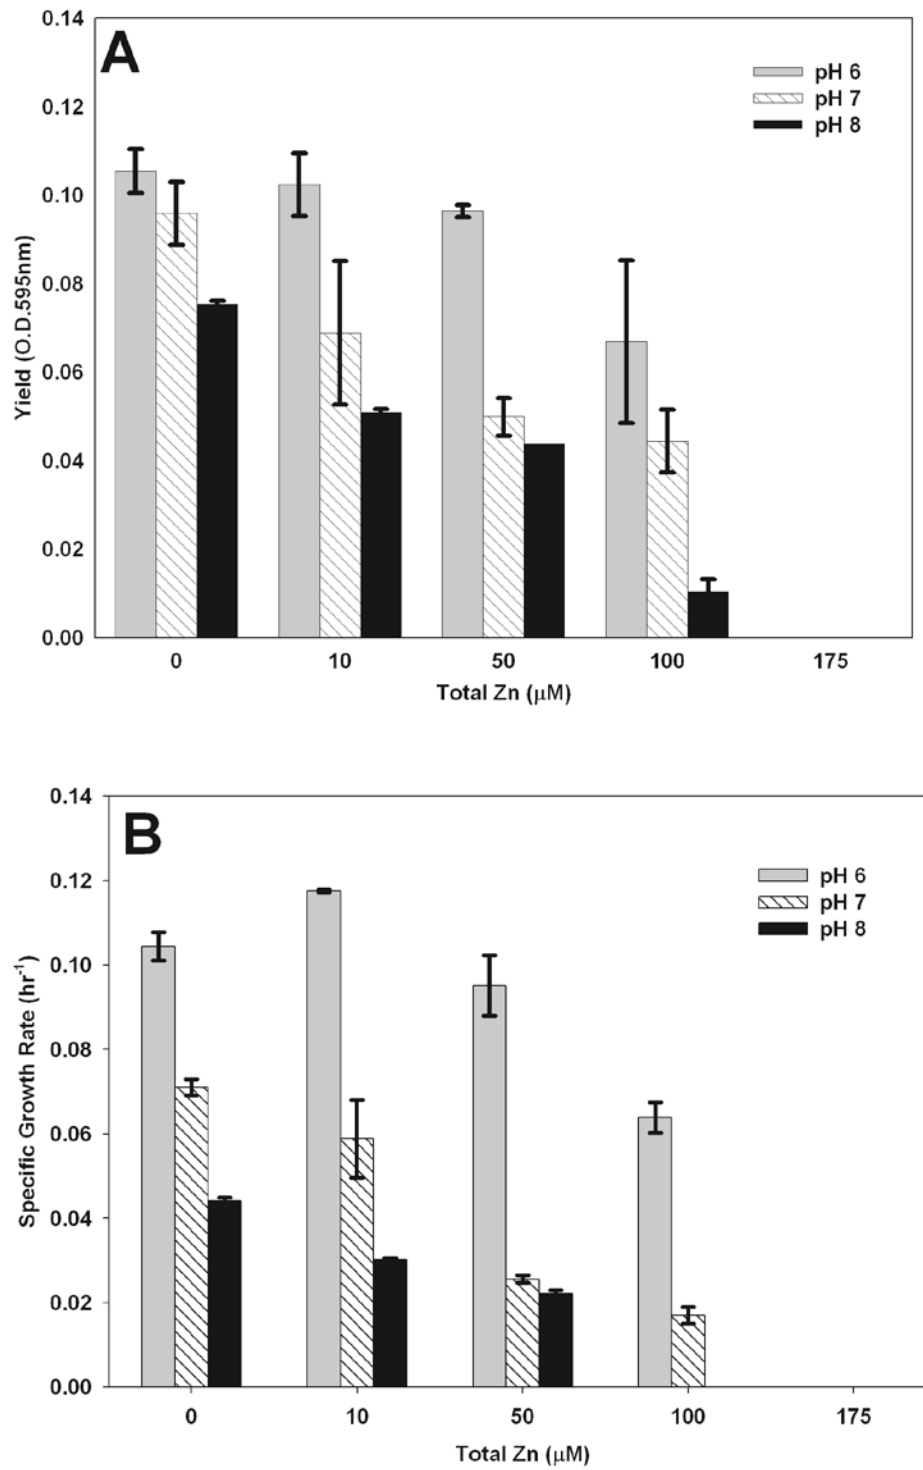 A
0.14
0.12
0.10
0.08
0.06
0.04
0.02
0.00
Yield (O.D.595nm)
pH 6
pH 7
pH 8
0 10 50 100 175
Total Zn (μM)
B
0.14
0.12
0.10
0.08
0.06
0.04
0.02
0.00
Specific Growth Rate (hr⁻¹)
pH 6
pH 7
pH 8
0 10 50 100 175
Total Zn (μM)